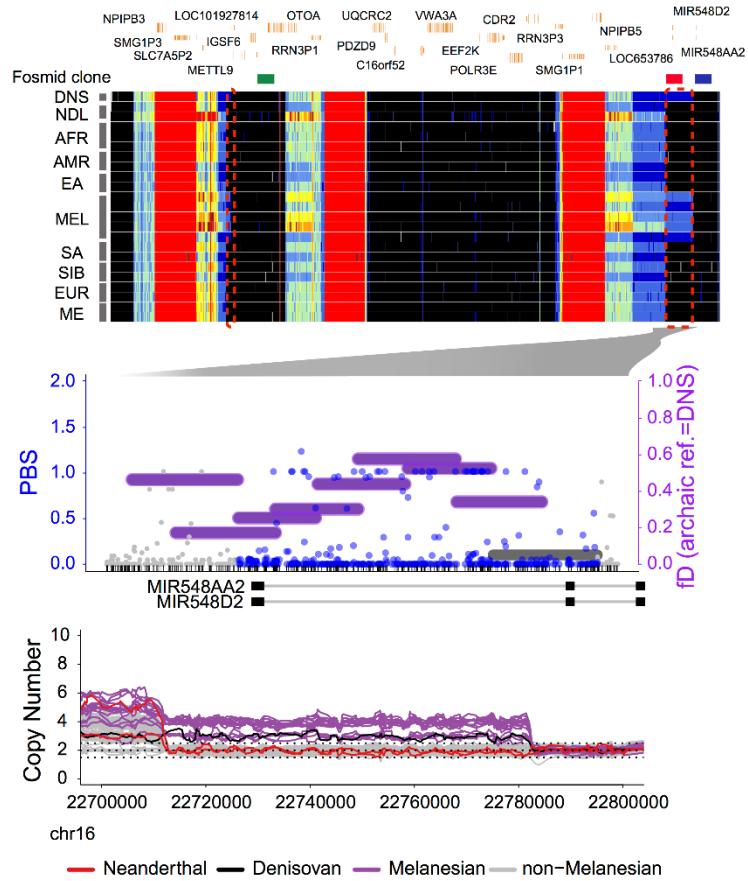 NPIPB3 LOC101927814 OTOA UQCRC2 VWA3A CDR2 RRN3P3 NPIPB5 MIR548D2
SMG1P3 IGSF6 RRN3P1 PDZD9 EEF2K LOC653786 MIR548AA2
SLC7A5P2 C16orf52 POLR3E SMG1P1
METTL9
Fosmid clone
DNS
NDL
AFR
AMR
EA
MEL
SA
SIB
EUR
ME
2.0 1.0
1.5 0.8
1.0 0.6
0.5 0.4
0.0 0.2
0.0
PBS
fD (archaic ref.=DNS)
MIR548AA2
MIR548D2
Copy Number
10
8
6
4
2
0
22700000 22720000 22740000 22760000 22780000 22800000
chr16
Neanderthal Denisovan Melanesian non−Melanesian